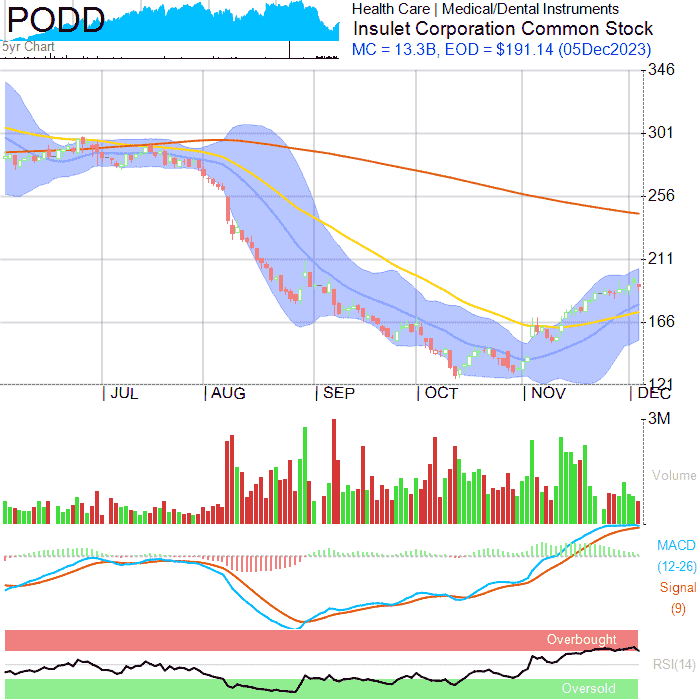 PODD
5yr Chart
Health Care | Medical/Dental Instruments
Insulet Corporation Common Stock
MC = 13.3B, EOD = $191.14 (05Dec2023)
346
301
256
211
166
121
JUL AUG SEP OCT NOV DEC
3M
Volume
MACD
(12-26)
Signal
(9)
Overbought
RSI(14)
Oversold